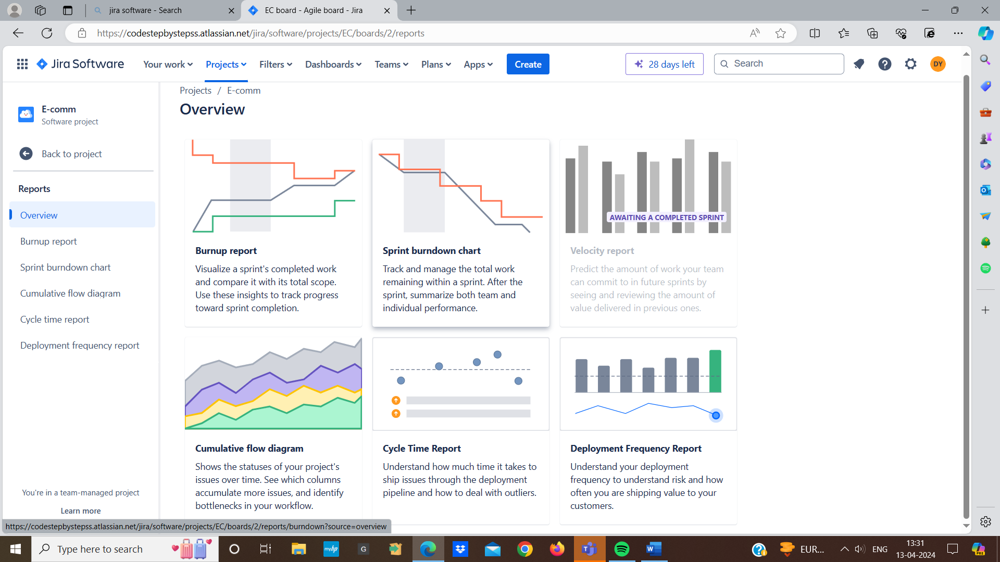 jira software - Search
EC board - Agile board - Jira
https://codestepbystepss.atlassian.net/jira/software/projects/EC/boards/2/reports
Jira Software
Your work
Projects
Filters
Dashboards
Teams
Plans
Apps
Create
28 days left
Search
DY
E-comm
Software project
Back to project
Reports
Overview
Burnup report
Sprint burndown chart
Cumulative flow diagram
Cycle time report
Deployment frequency report
You're in a team-managed project
Learn more
Projects / E-comm
Overview
Burnup report
Visualize a sprint's completed work
and compare it with its total scope.
Use these insights to track progress
toward sprint completion.
Sprint burndown chart
Track and manage the total work
remaining within a sprint. After the
sprint, summarize both team and
individual performance.
AWAITING A COMPLETED SPRINT
Velocity report
Predict the amount of work your team
can commit to in future sprints by
seeing and reviewing the amount of
value delivered in previous ones.
Cumulative flow diagram
Shows the statuses of your project's
issues over time. See which columns
accumulate more issues, and identify
bottlenecks in your workflow.
Cycle Time Report
Understand how much time it takes to
ship issues through the deployment
pipeline and how to deal with outliers.
Deployment Frequency Report
Understand your deployment
frequency to understand risk and how
often you are shipping value to your
customers.
https://codestepbystepss.atlassian.net/jira/software/projects/EC/boards/2/reports/burndown?source=overview
Type here to search
myhp
G
EUR...
ENG
13:31
13-04-2024
PRE